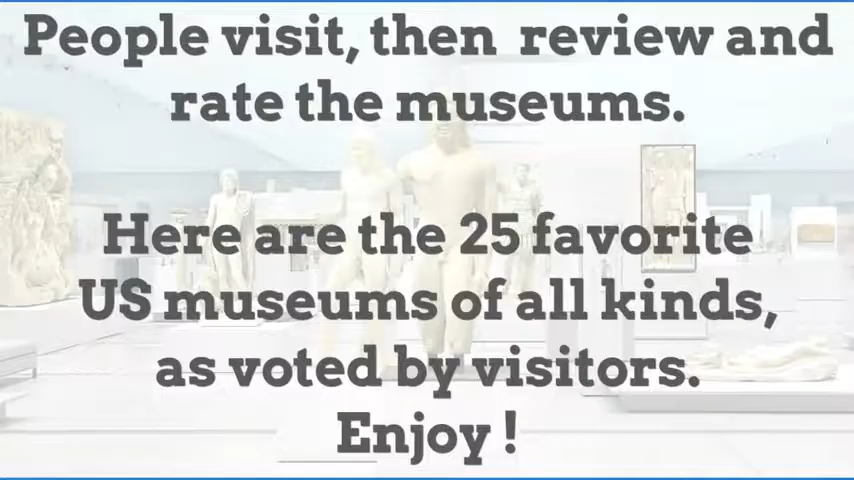 People visit, then review and
rate the museums.
Here are the 25 favorite
US museums of all kinds,
as voted by visitors.
Enjoy !